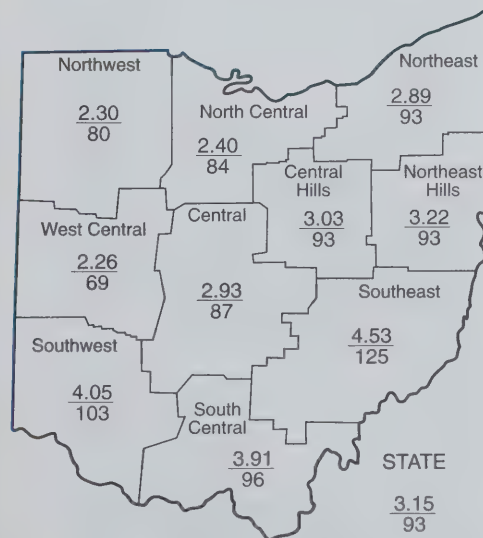 Northwest
2.30
80
North Central
2.40
84
Northeast
2.89
93
Central
Hills
3.03
93
Northeast
Hills
3.22
93
West Central
2.26
69
Central
2.93
87
Southeast
4.53
125
Southwest
4.05
103
South
Central
3.91
96
STATE
3.15
93